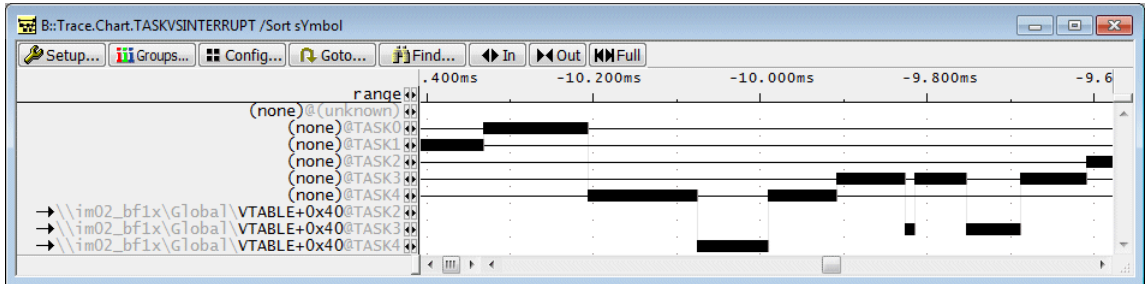 B::Trace.Chart.TASKVSINTERRUPT /Sort sYmbol
Setup... Groups... Config... Goto... Find... In Out Full
.400ms -10.200ms -10.000ms -9.800ms -9.6
range
(none)@(unknown)
(none)@TASK0
(none)@TASK1
(none)@TASK2
(none)@TASK3
(none)@TASK4
\\im02_bf1x\Global\VTABLE+0x40@TASK2
\\im02_bf1x\Global\VTABLE+0x40@TASK3
\\im02_bf1x\Global\VTABLE+0x40@TASK4